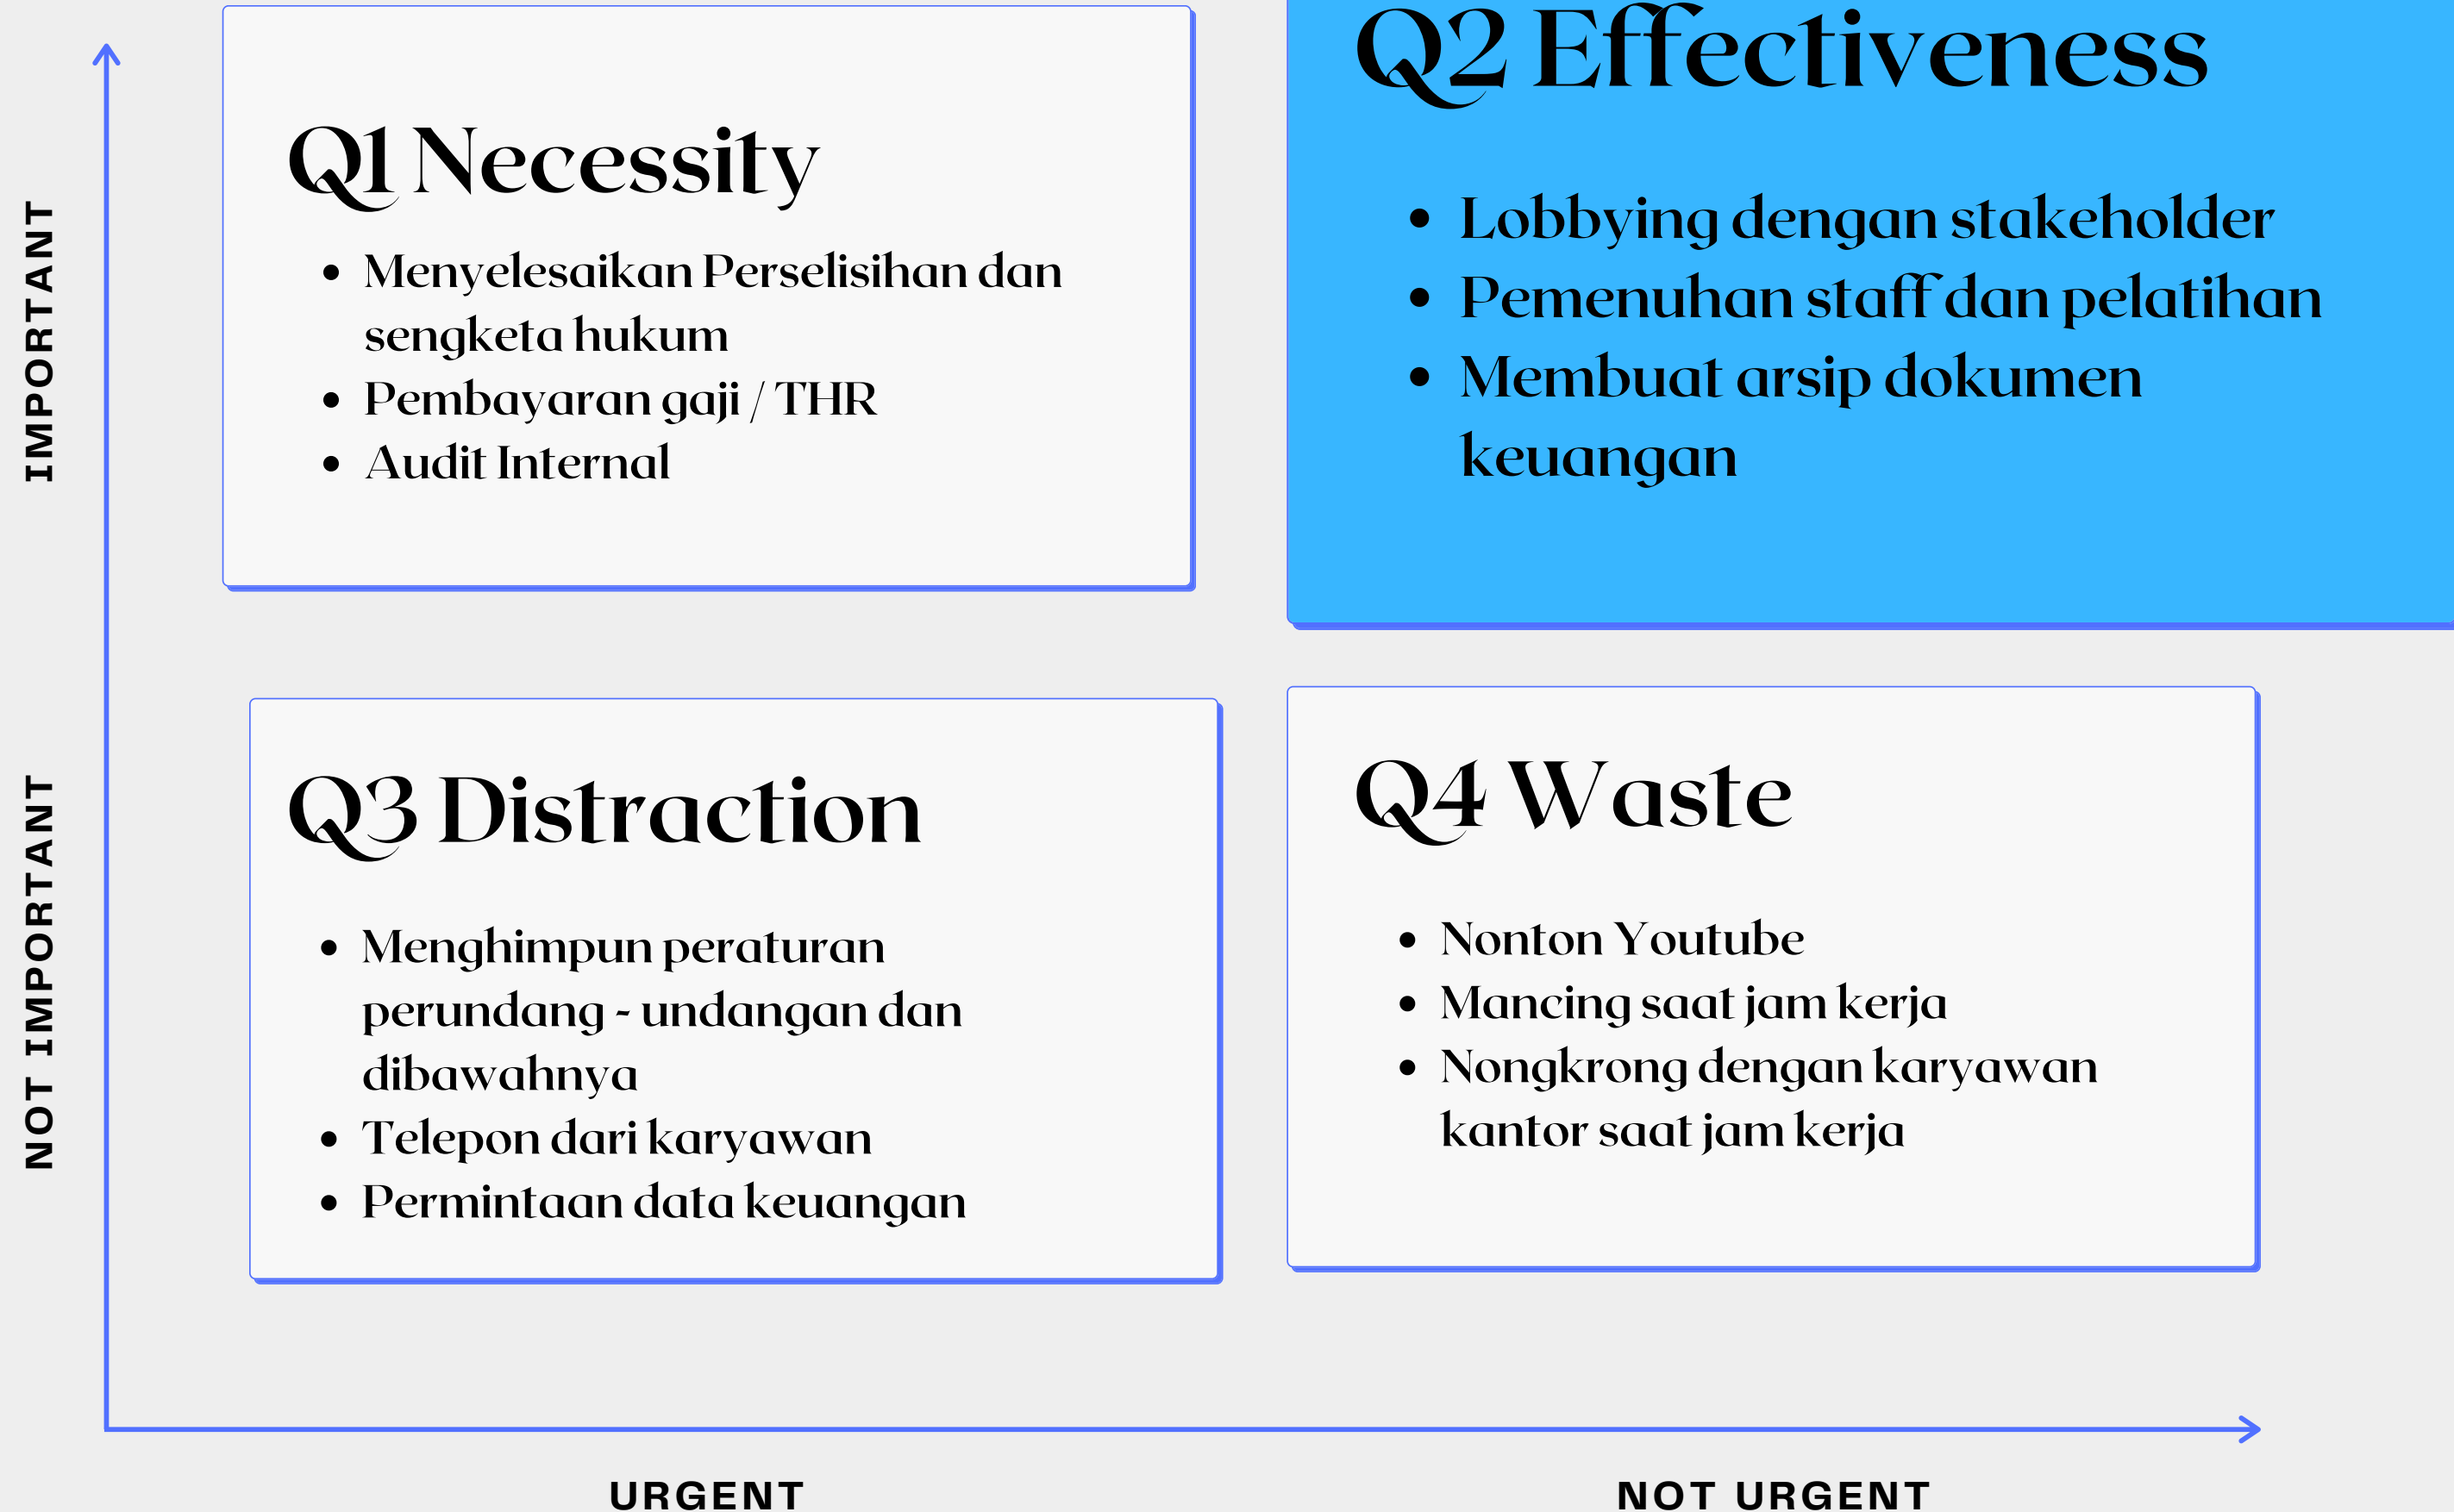 IMPORTANT
Q1 Necessity
• Menyelesaikan Perselisihan dan
sengketa hukum
• Pembayaran gaji / THR
• Audit Internal
Q2 Effectiveness
• Lobbying dengan stakeholder
• Pemenuhan staff dan pelatihan
• Membuat arsip dokumen
keuangan
NOT IMPORTANT
Q3 Distraction
• Menghimpun peraturan
perundang - undangan dan
dibawahnya
• Telepon dari karyawan
• Permintaan data keuangan
Q4 Waste
• Nonton Youtube
• Mancing saat jam kerja
• Nongkrong dengan karyawan
kantor saat jam kerja
URGENT
NOT URGENT